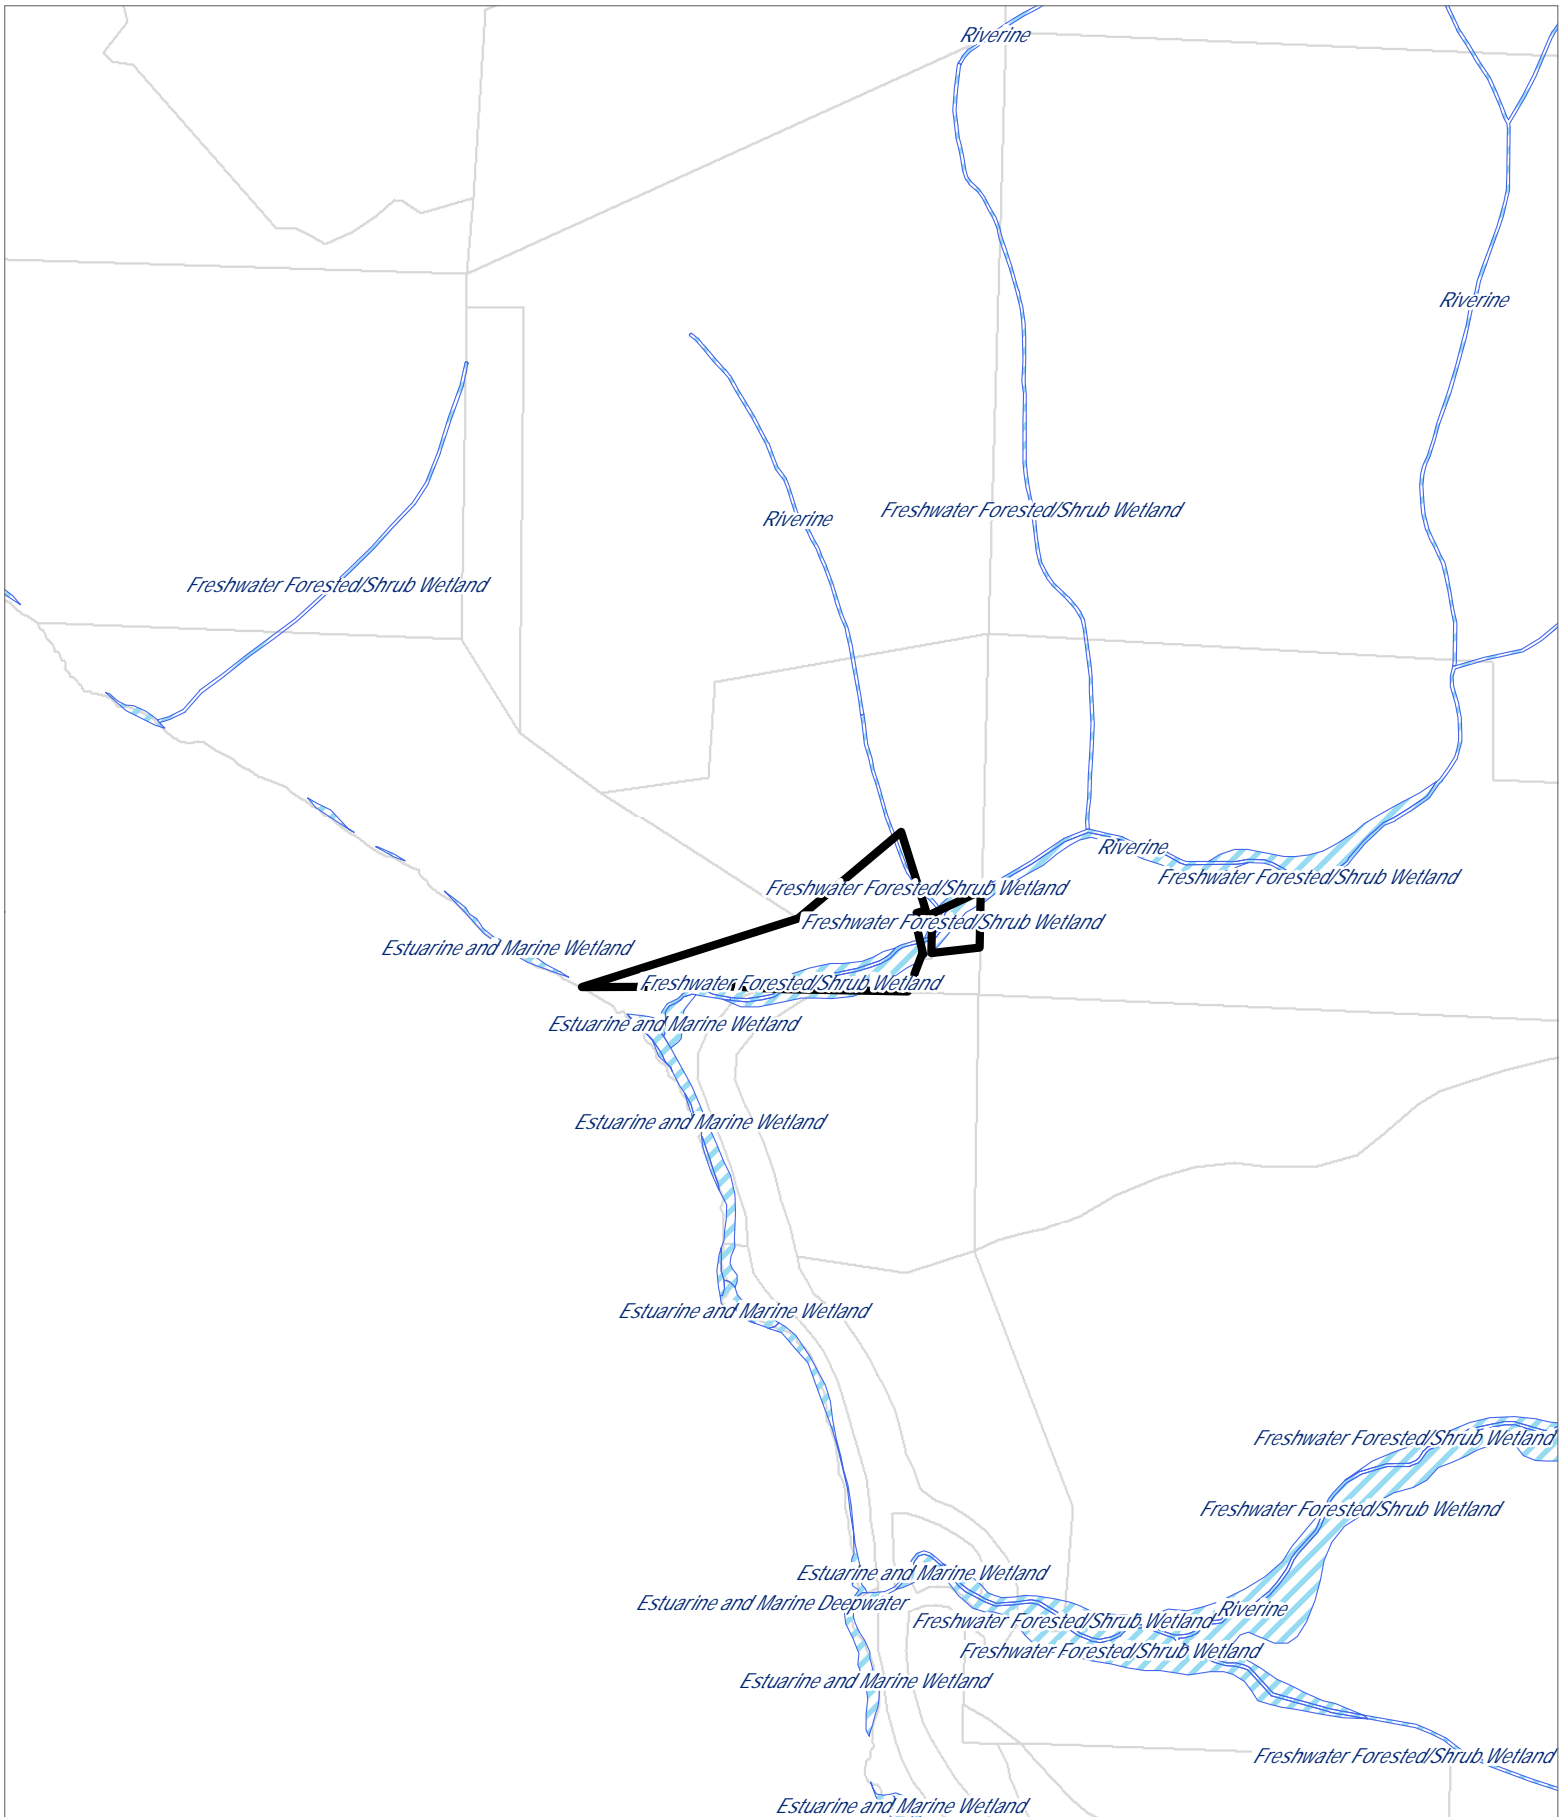 Riverine
Riverine
Freshwater Forested/Shrub Wetland
Riverine
Freshwater Forested/Shrub Wetland
Riverine
Freshwater Forested/Shrub Wetland
Freshwater Forested/Shrub Wetland
Freshwater Forested/Shrub Wetland
Estuarine and Marine Wetland
Freshwater Forested/Shrub Wetland
Estuarine and Marine Wetland
Estuarine and Marine Wetland
Estuarine and Marine Wetland
Freshwater Forested/Shrub Wetland
Freshwater Forested/Shrub Wetland
Estuarine and Marine Wetland
Estuarine and Marine Deepwater
Riverine
Freshwater Forested/Shrub Wetland
Freshwater Forested/Shrub Wetland
Estuarine and Marine Wetland
Freshwater Forested/Shrub Wetland
Estuarine and Marine Wetland